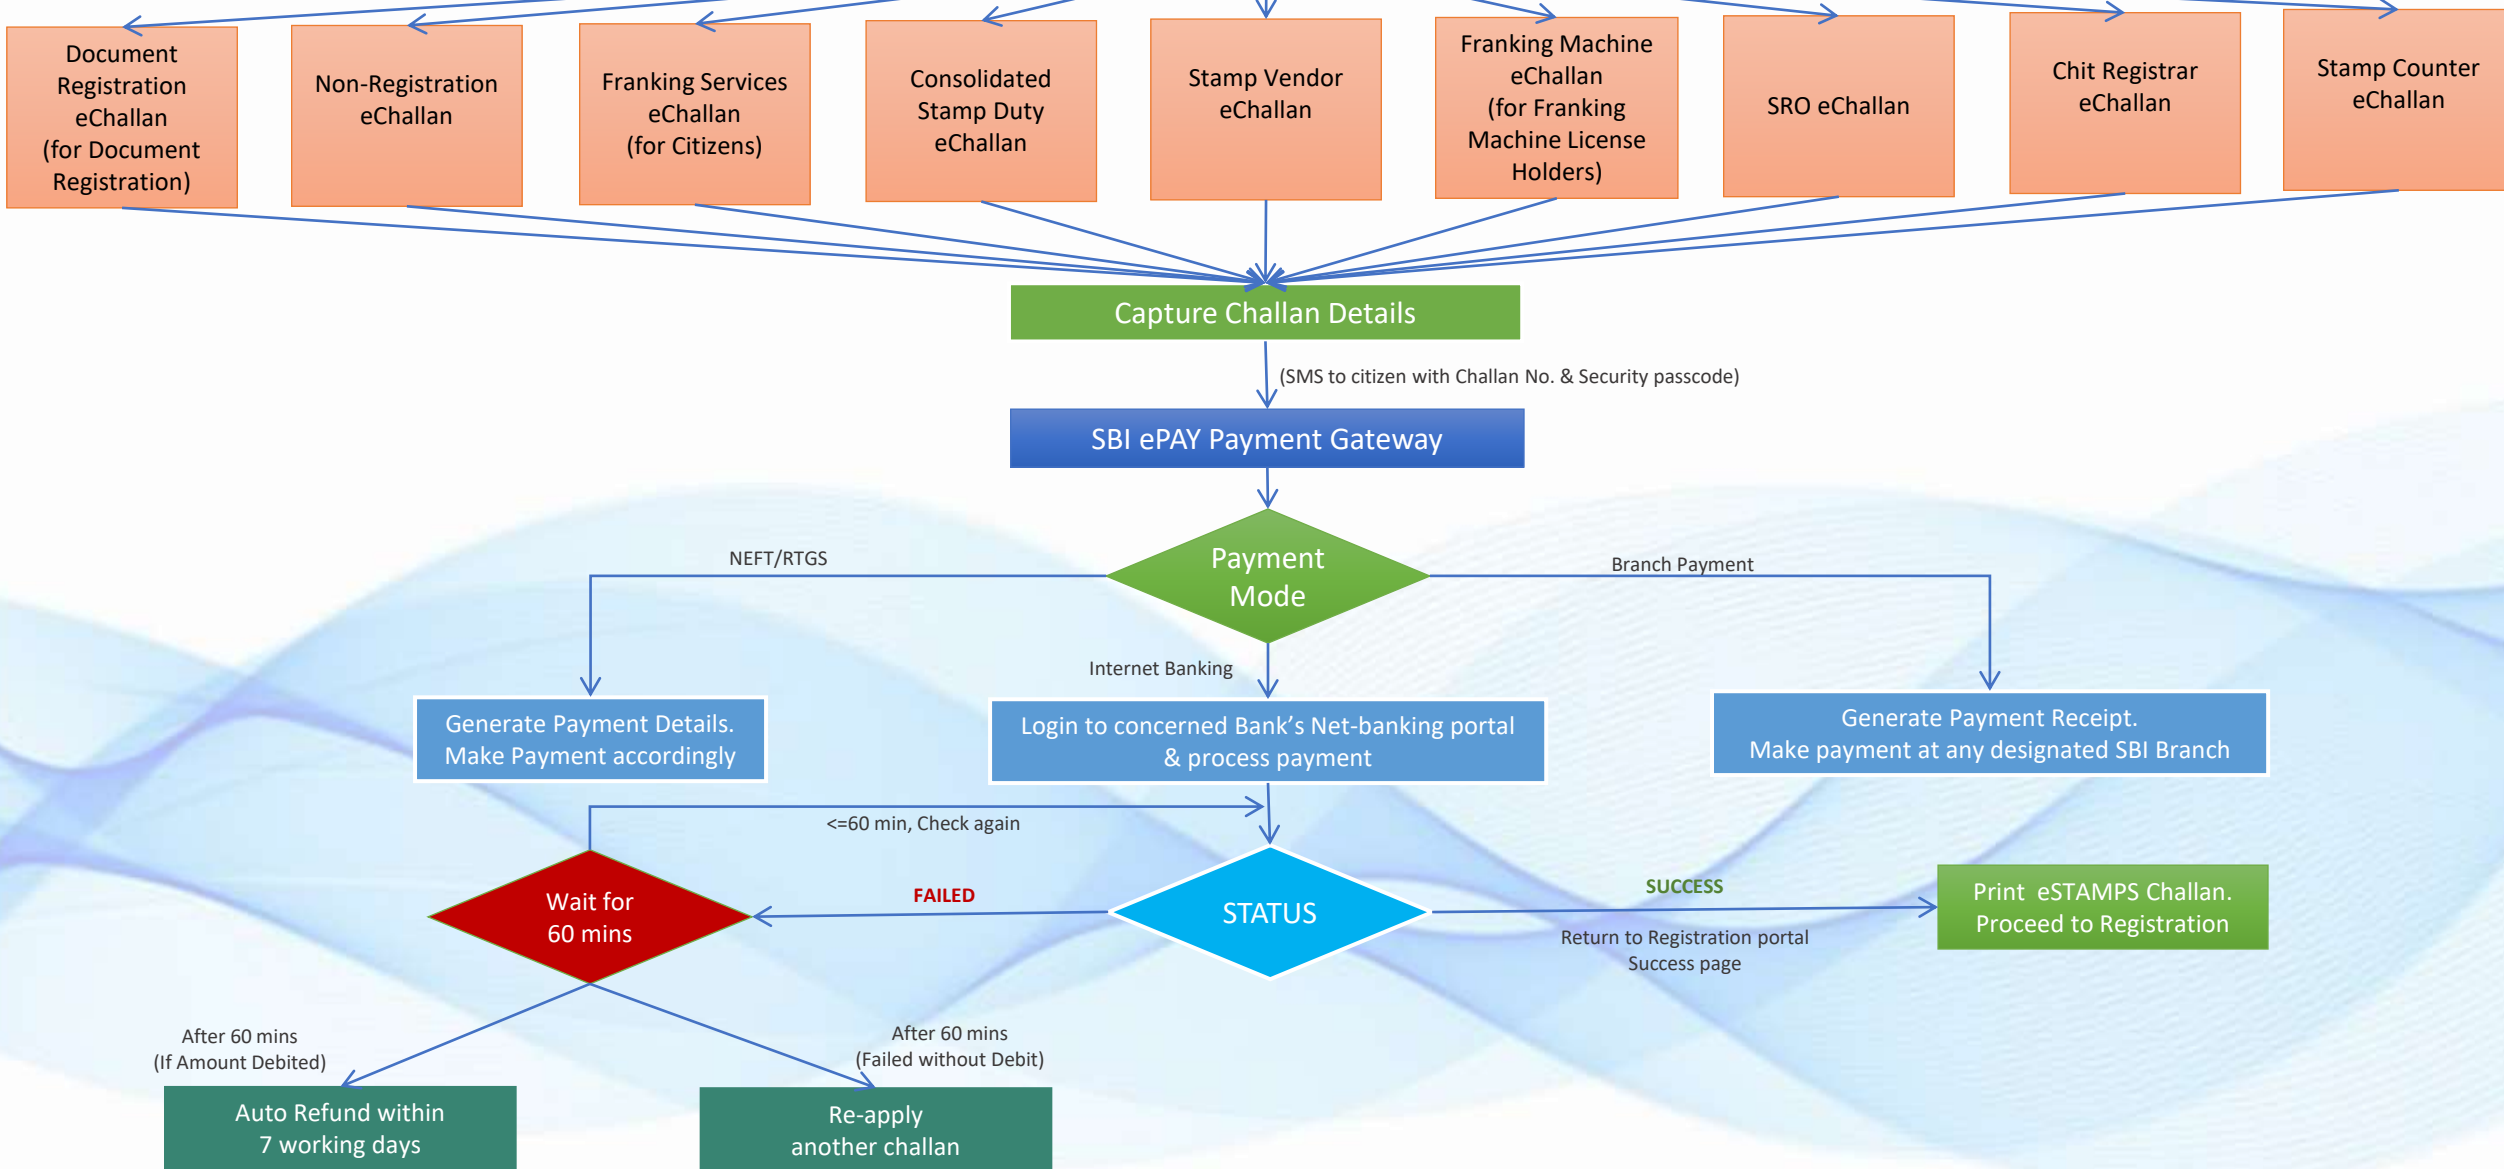 Document
Registration
eChallan
(for Document
Registration)
Non-Registration
eChallan
Franking Services
eChallan
(for Citizens)
Consolidated
Stamp Duty
eChallan
Stamp Vendor
eChallan
Franking Machine
eChallan
(for Franking
Machine License
Holders)
SRO eChallan
Chit Registrar
eChallan
Stamp Counter
eChallan
Capture Challan Details
(SMS to citizen with Challan No. & Security passcode)
SBI ePAY Payment Gateway
Payment
Mode
NEFT/RTGS
Branch Payment
Internet Banking
Generate Payment Details.
Make Payment accordingly
Login to concerned Bank's Net-banking portal
& process payment
Generate Payment Receipt.
Make payment at any designated SBI Branch
<=60 min, Check again
Wait for
60 mins
FAILED
STATUS
SUCCESS
Return to Registration portal
Success page
Print eSTAMPS Challan.
Proceed to Registration
After 60 mins
(If Amount Debited)
After 60 mins
(Failed without Debit)
Auto Refund within
7 working days
Re-apply
another challan